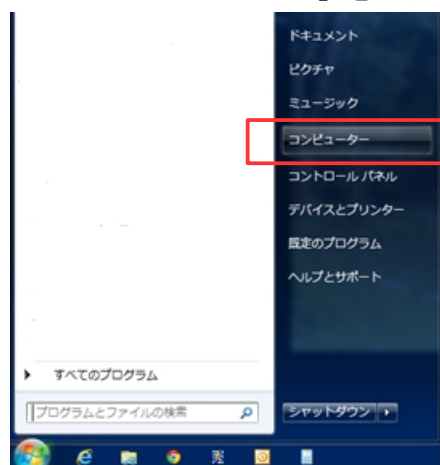 ドキュメント
ピクチャ
ミュージック
コンピューター
コントロール パネル
デバイスとプリンター
既定のプログラム
ヘルプとサポート
すべてのプログラム
プログラムとファイルの検索
シャットダウン